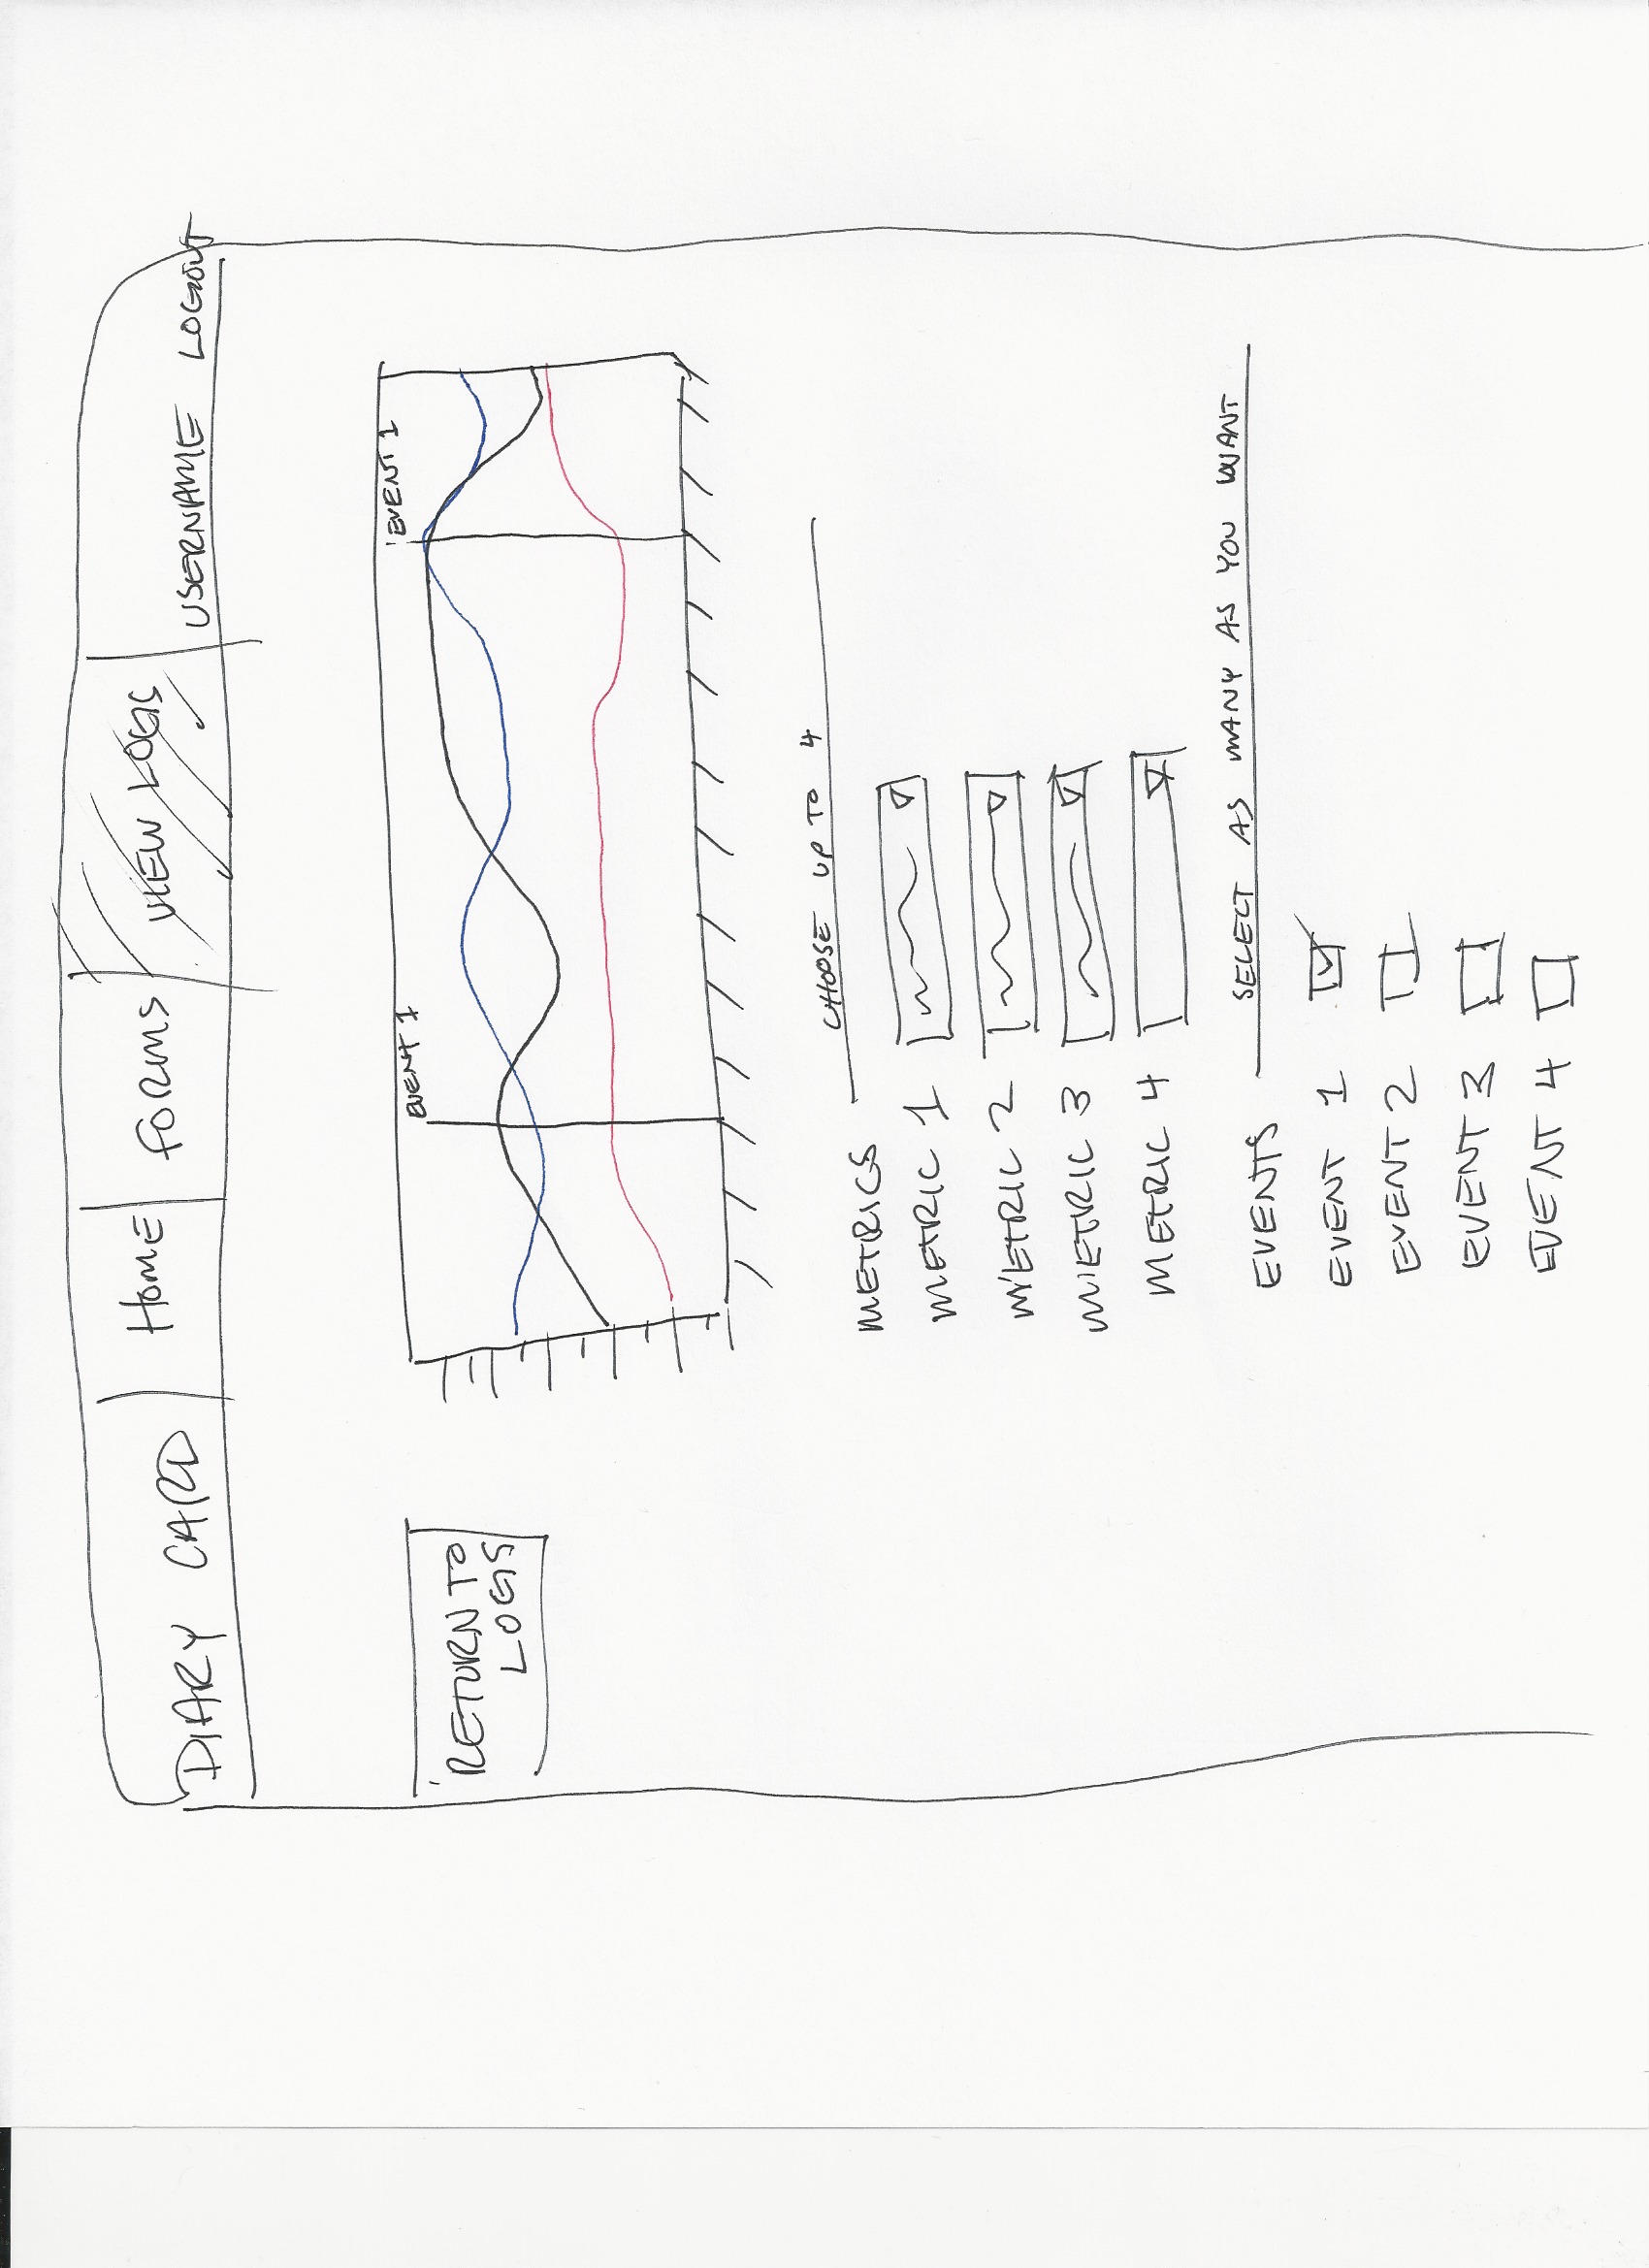 DIARY CARD Home Forms VIEW LOGS USERNAME LOGOUT
RETURN TO
LOGS
EVENT 1
EVENT 1
METRICS CHOOSE UP TO 4
METRIC 1
METRIC 2
METRIC 3
METRIC 4
EVENTS SELECT AS MANY AS YOU WANT
EVENT 1
EVENT 2
EVENT 3
EVENT 4